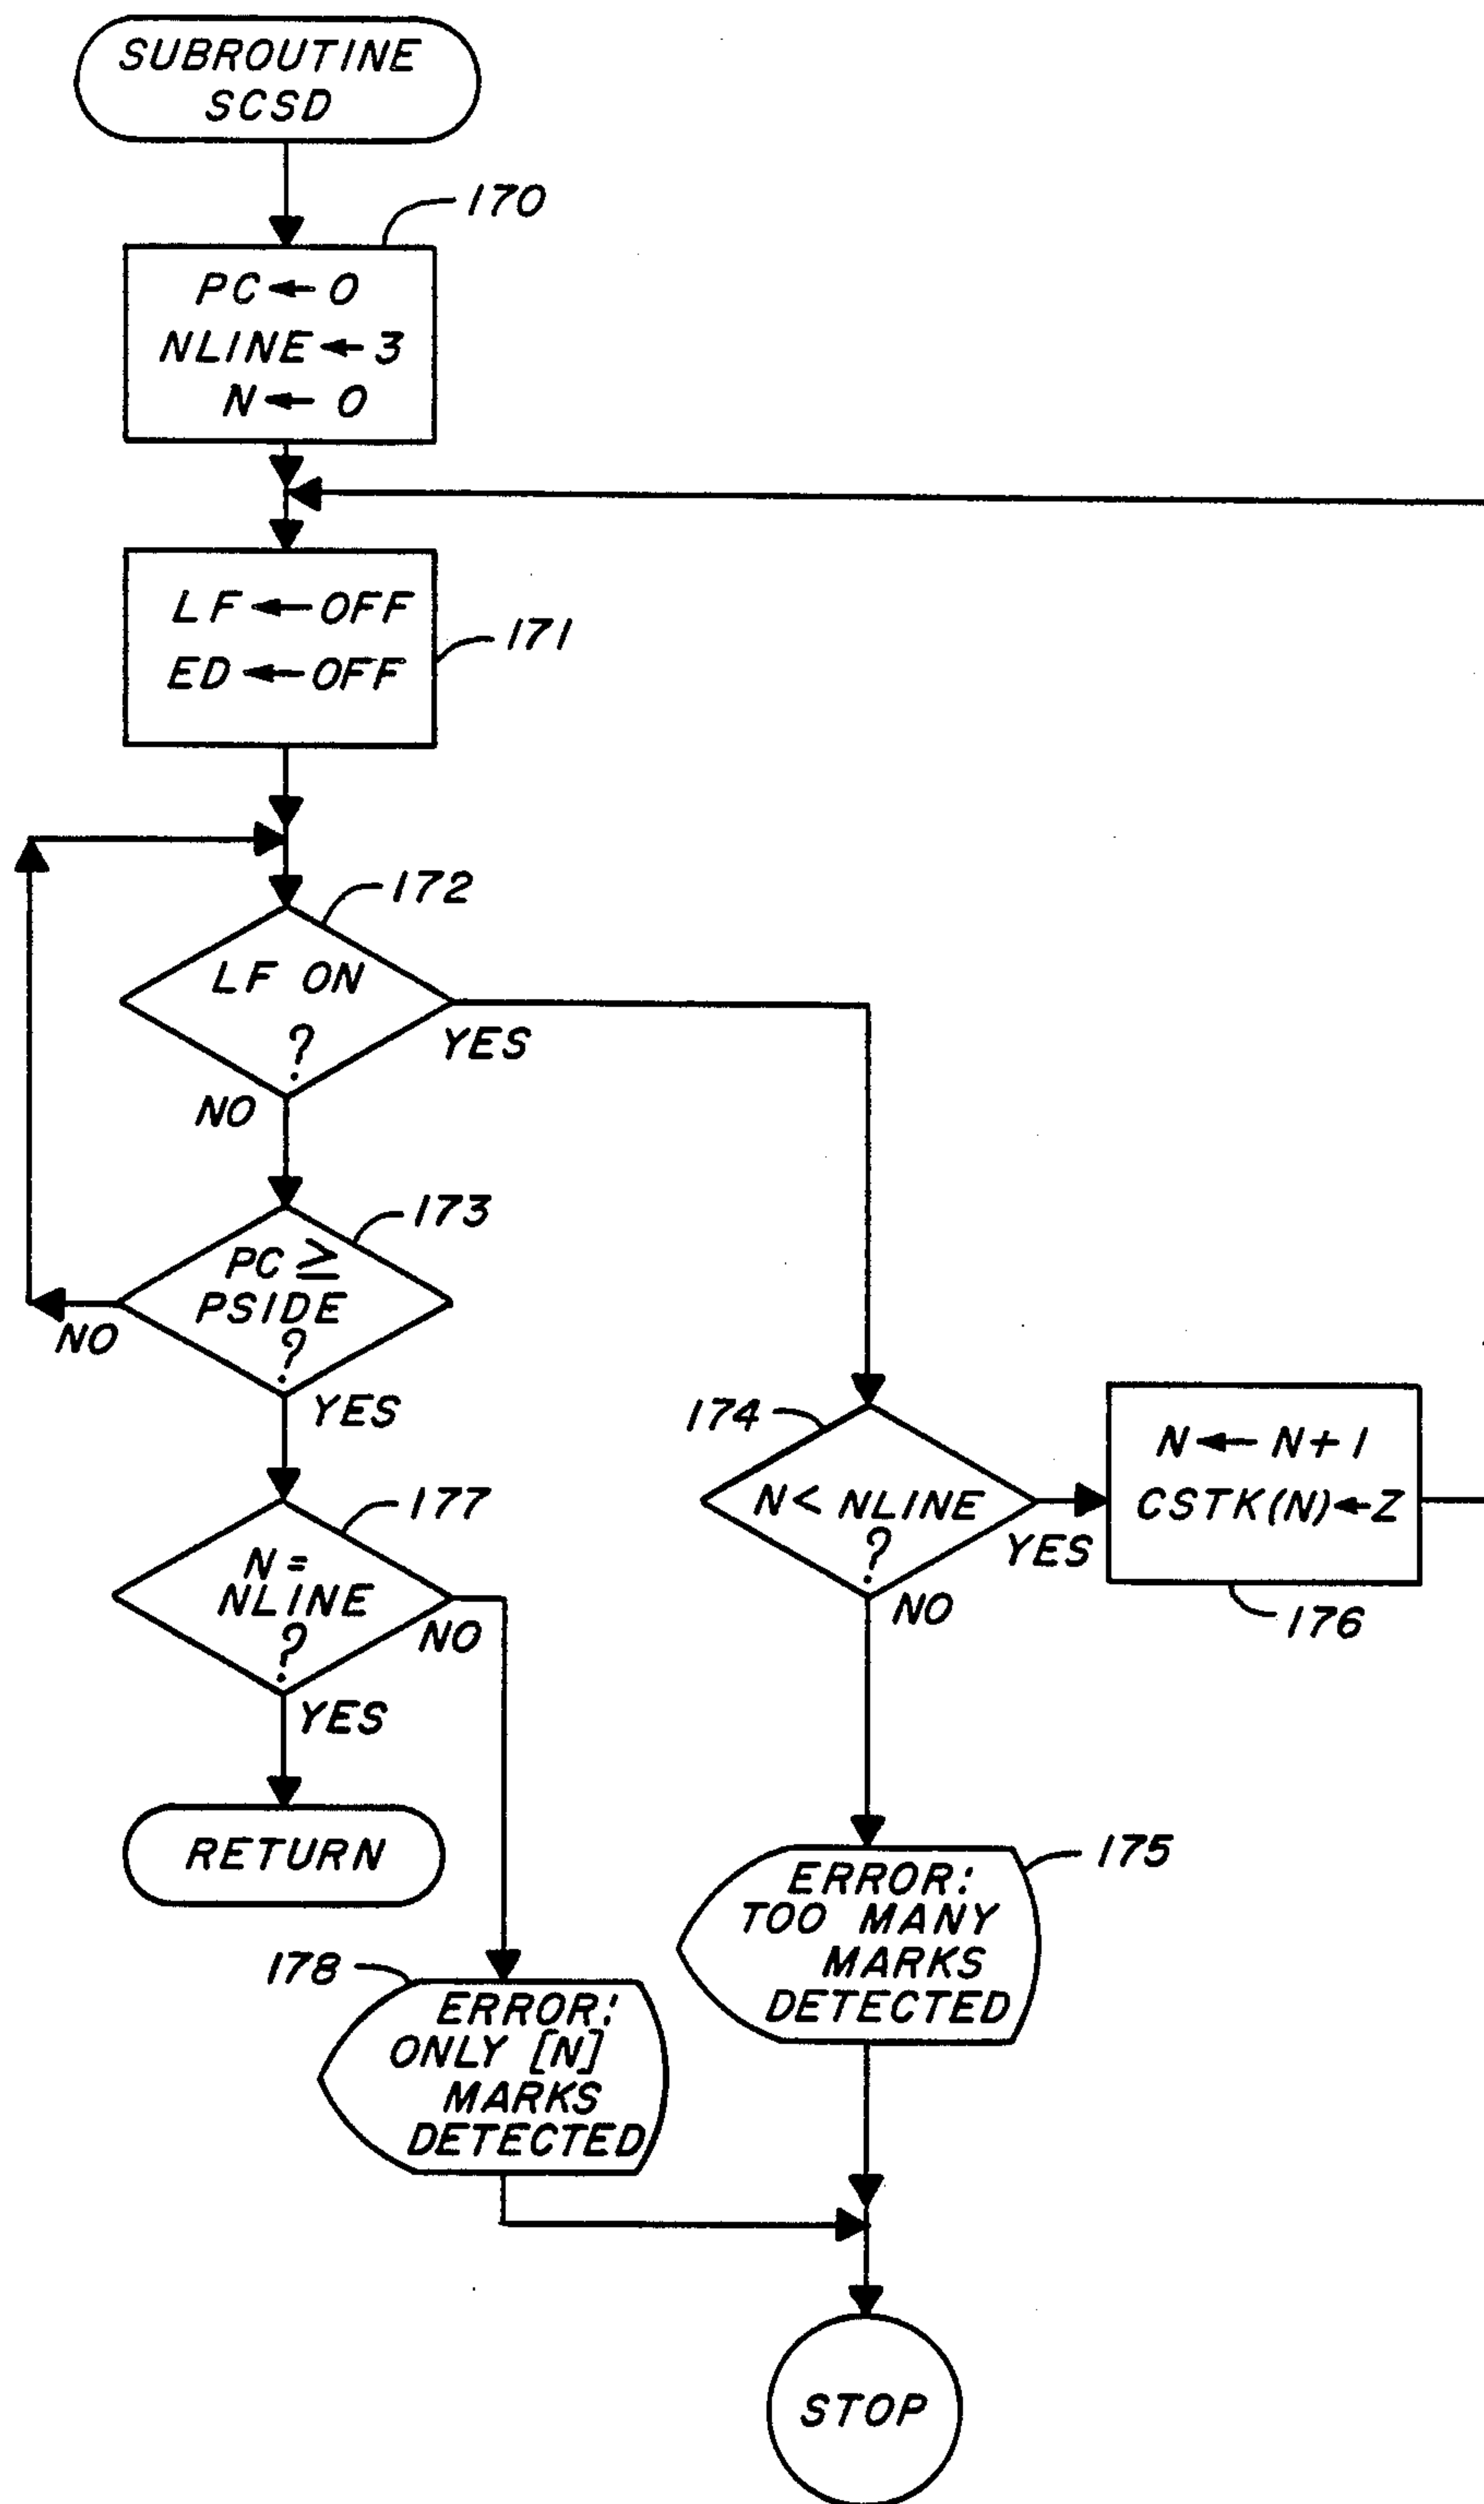 SUBROUTINE
SCSD
170
PC ← 0
NLINE ← 3
N ← 0
LF ← OFF
ED ← OFF
171
172
LF ON
?
YES
NO
173
PC ≥
PSIDE
?
NO
YES
174
N < NLINE
?
YES
NO
N ← N+1
CSTK(N) ← Z
176
177
N =
NLINE
?
NO
YES
RETURN
175
ERROR:
TOO MANY
MARKS
DETECTED
178
ERROR:
ONLY [N]
MARKS
DETECTED
STOP